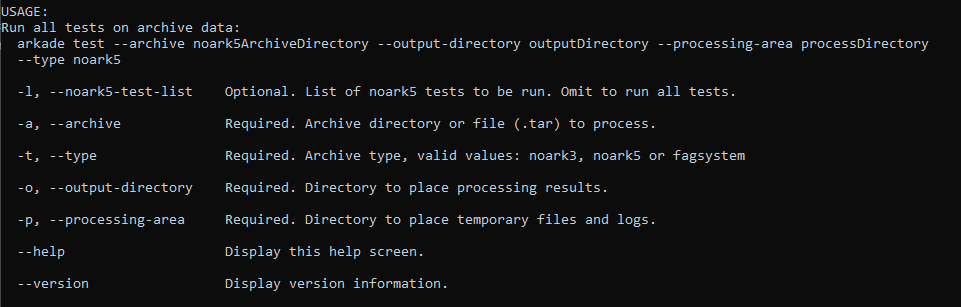 USAGE:
Run all tests on archive data:
arkade test --archive noark5ArchiveDirectory --output-directory outputDirectory --processing-area processDirectory
--type noark5
-l, --noark5-test-list Optional. List of noark5 tests to be run. Omit to run all tests.
-a, --archive Required. Archive directory or file (.tar) to process.
-t, --type Required. Archive type, valid values: noark3, noark5 or fagsystem
-o, --output-directory Required. Directory to place processing results.
-p, --processing-area Required. Directory to place temporary files and logs.
--help Display this help screen.
--version Display version information.